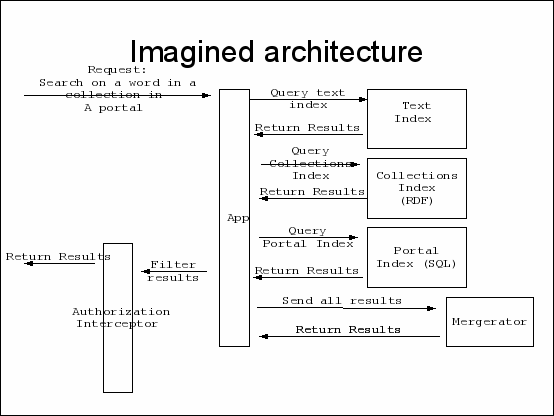 Imagined architecture
Request:
Search on a word in a
collection in
A portal
Query text
index
Return Results
Text
Index
Query
Collections
Index
Return Results
Collections
Index
(RDF)
App
Query
Portal Index
Return Results
Portal
Index (SQL)
Return Results
Filter
results
Authorization
Interceptor
Send all results
Return Results
Mergerator